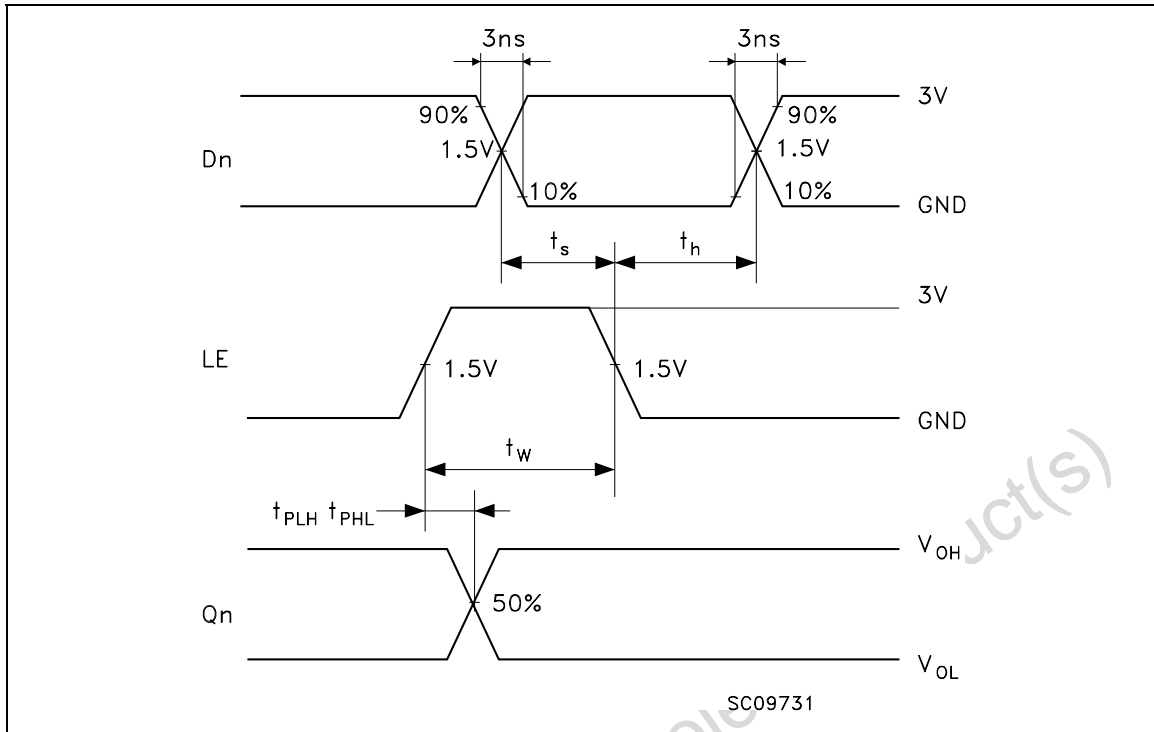 3ns 3ns
3V
90% 90%
Dn 1.5V 1.5V
10% 10%
GND
ts th
3V
LE 1.5V 1.5V
GND
tW
tPLH tPHL
VOH
Qn 50%
VOL
SC09731